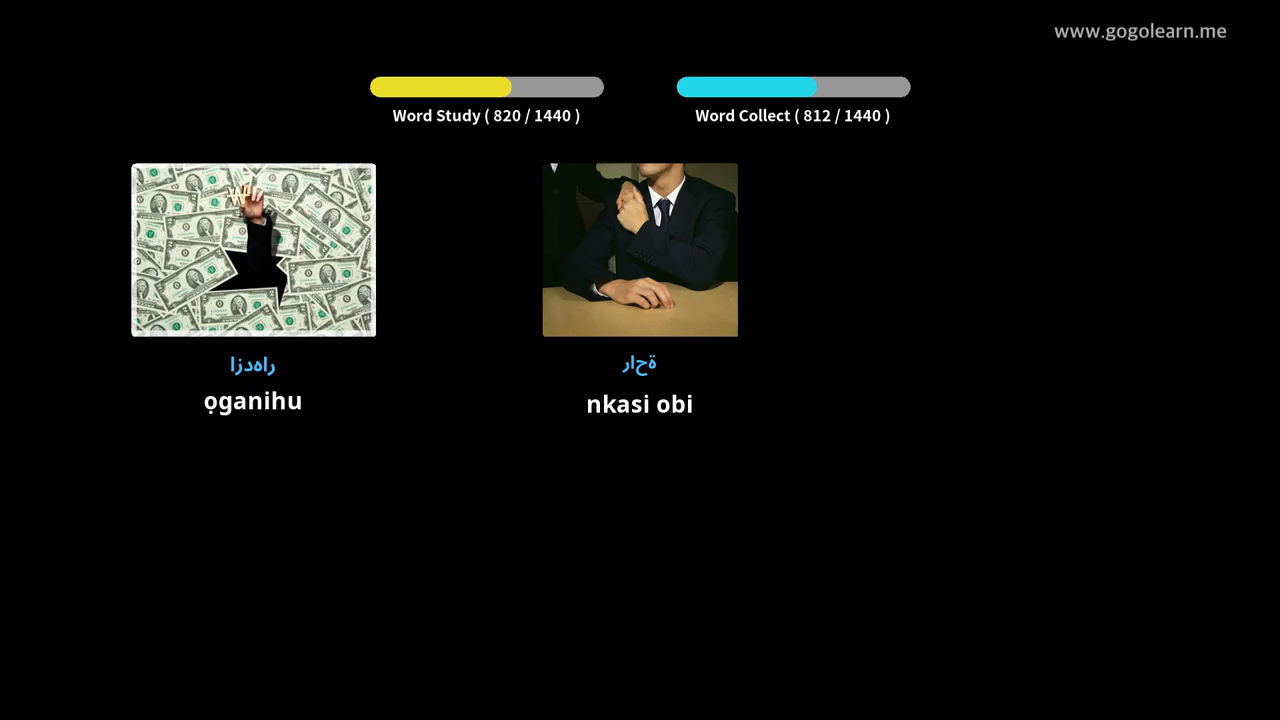 www.gogolearn.me
Word Study ( 820 / 1440 )
Word Collect ( 812 / 1440 )
راهدزا
ةحار
ọganihu
nkasi obi